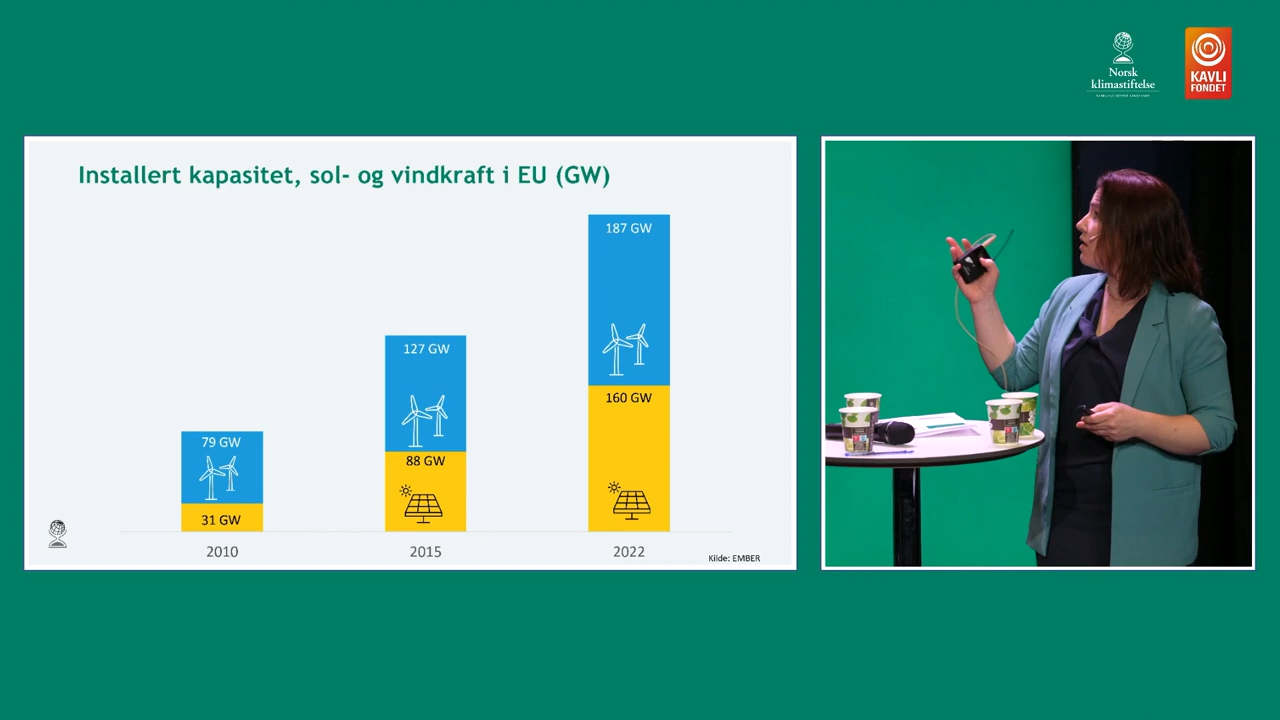 Norsk
klimastiftelse
KAVLI
FONDET
Installert kapasitet, sol- og vindkraft i EU (GW)
187 GW
127 GW
160 GW
79 GW
88 GW
31 GW
2010
2015
2022
Kilde: EMBER